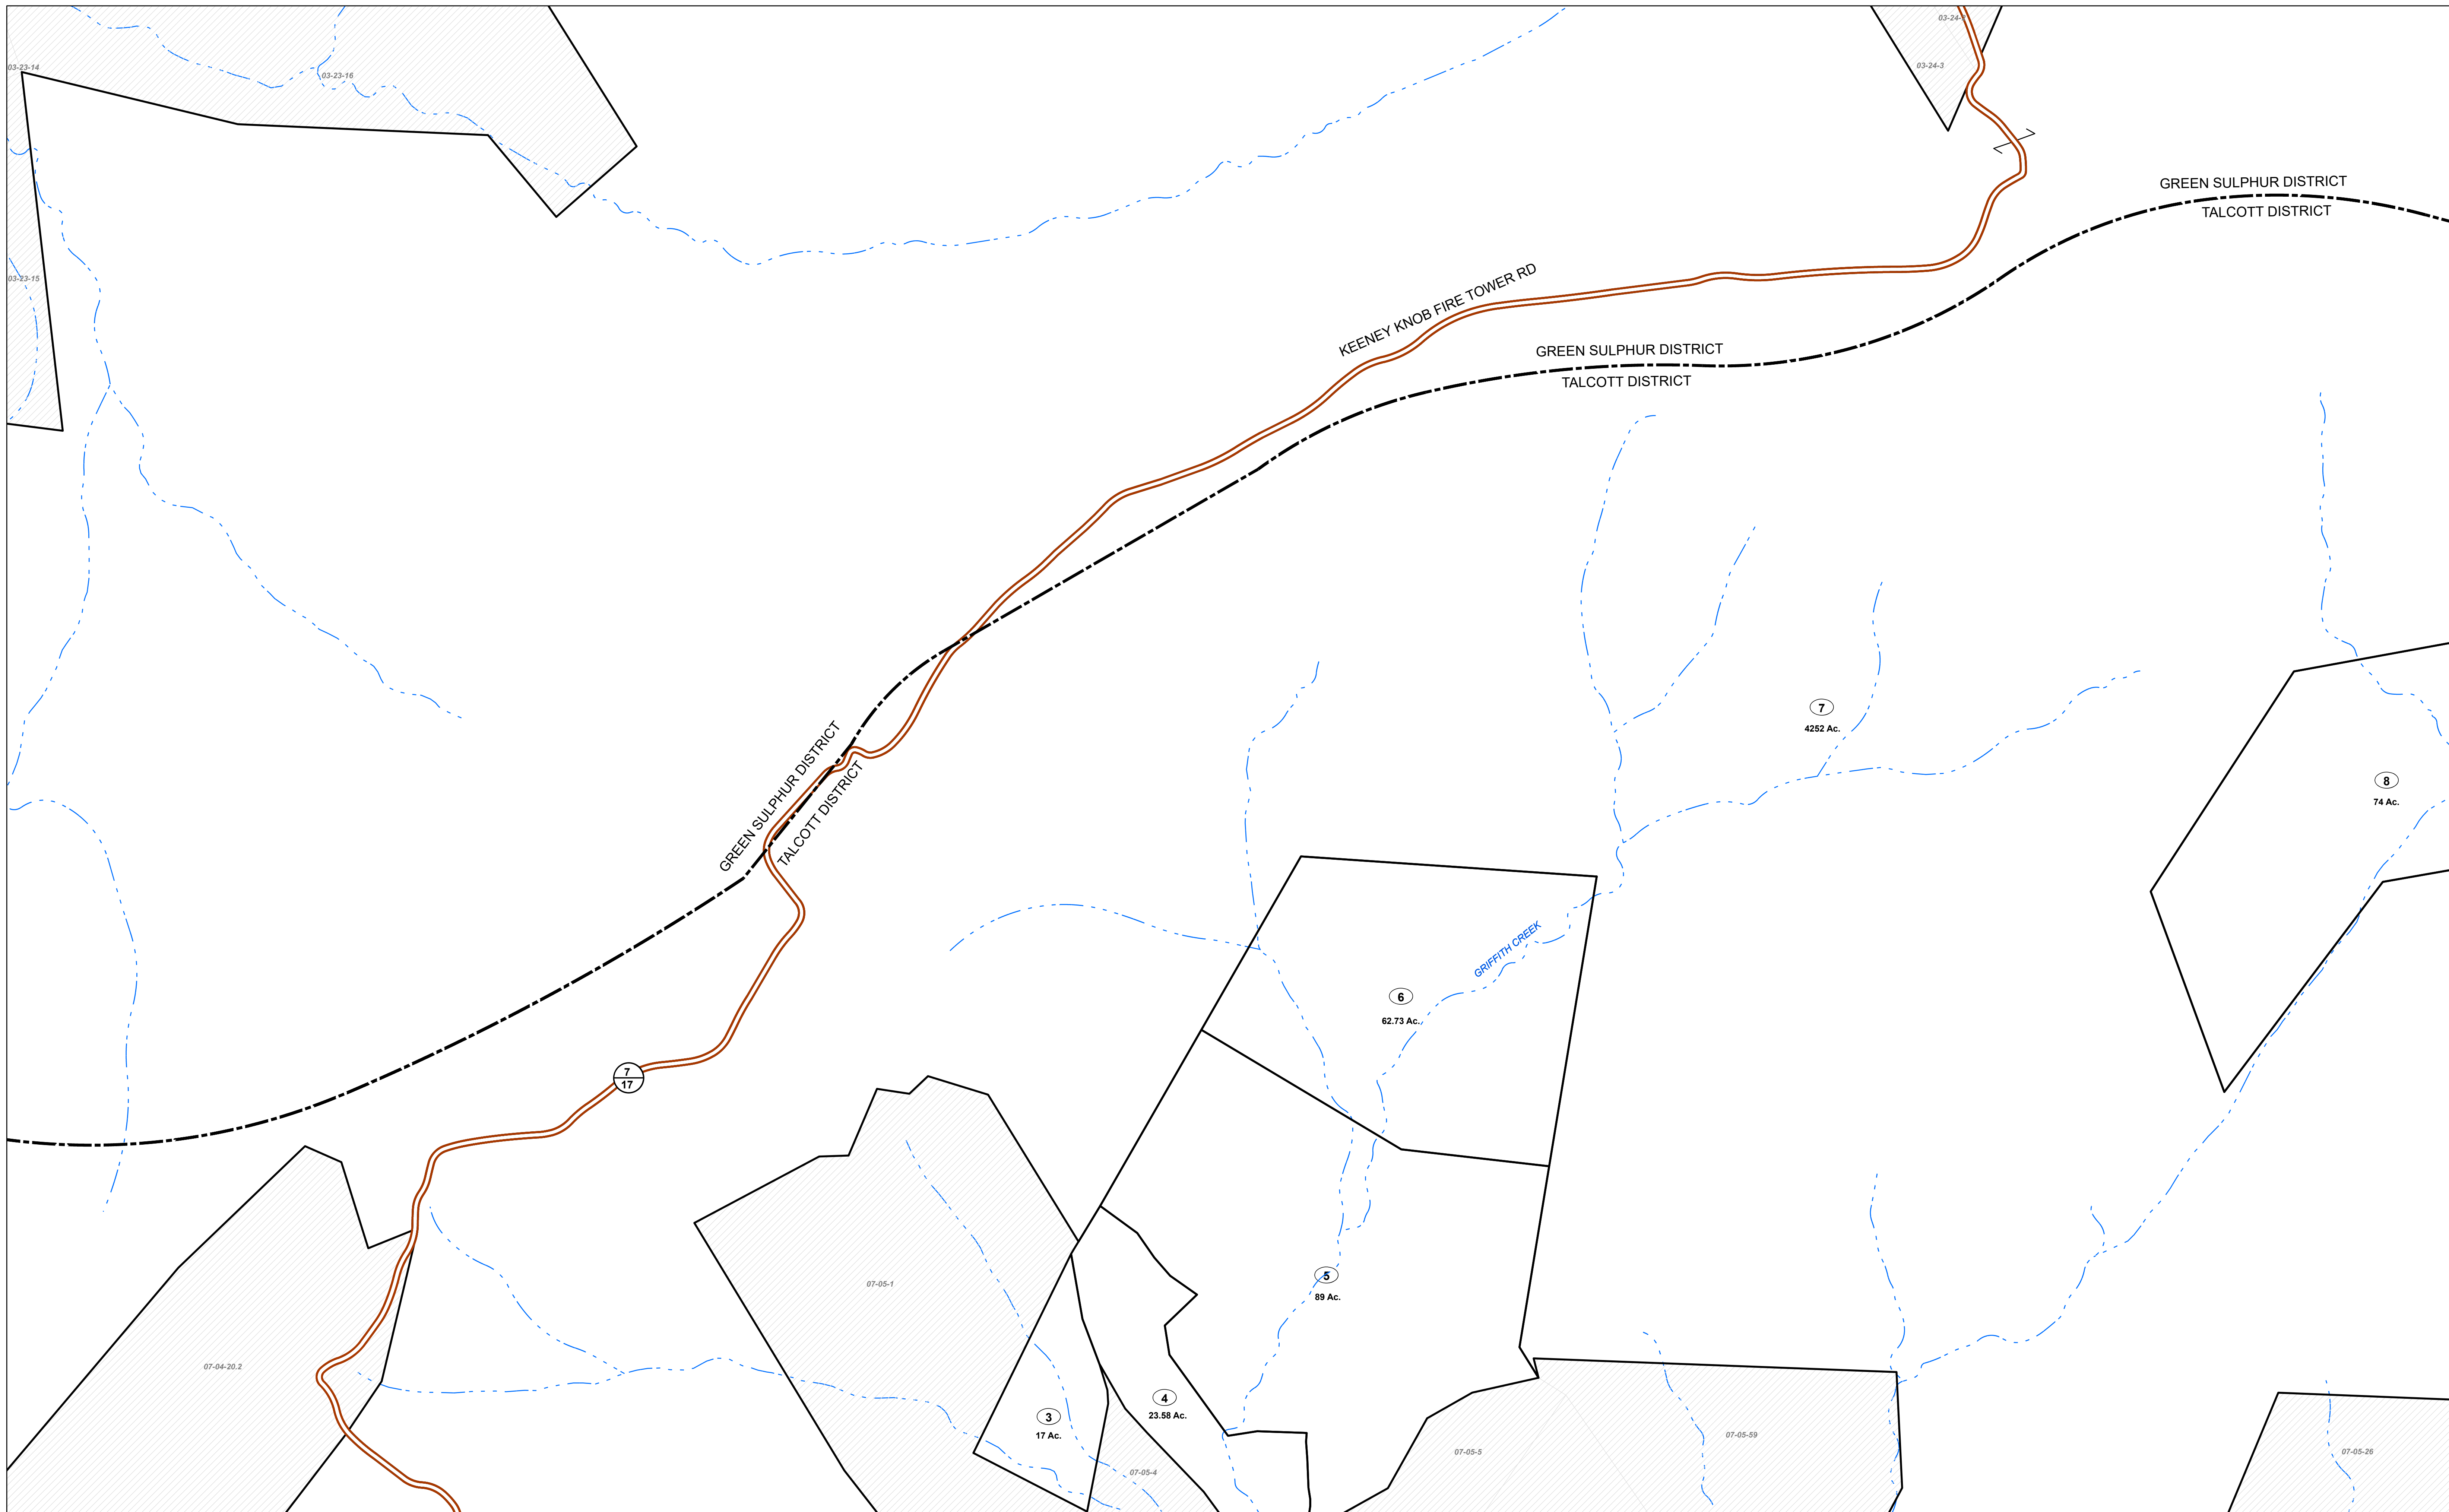 03-24-2
03-24-3
03-23-14
03-23-16
GREEN SULPHUR DISTRICT
TALCOTT DISTRICT
03-23-15
KEENEY KNOB FIRE TOWER RD
GREEN SULPHUR DISTRICT
TALCOTT DISTRICT
7
4252 Ac.
GREEN SULPHUR DISTRICT
TALCOTT DISTRICT
8
74 Ac.
GRIFFITH CREEK
6
62.73 Ac.
7
17
07-05-1
5
89 Ac.
07-04-20.2
4
23.58 Ac.
3
17 Ac.
07-05-59
07-05-5
07-05-26
07-05-4